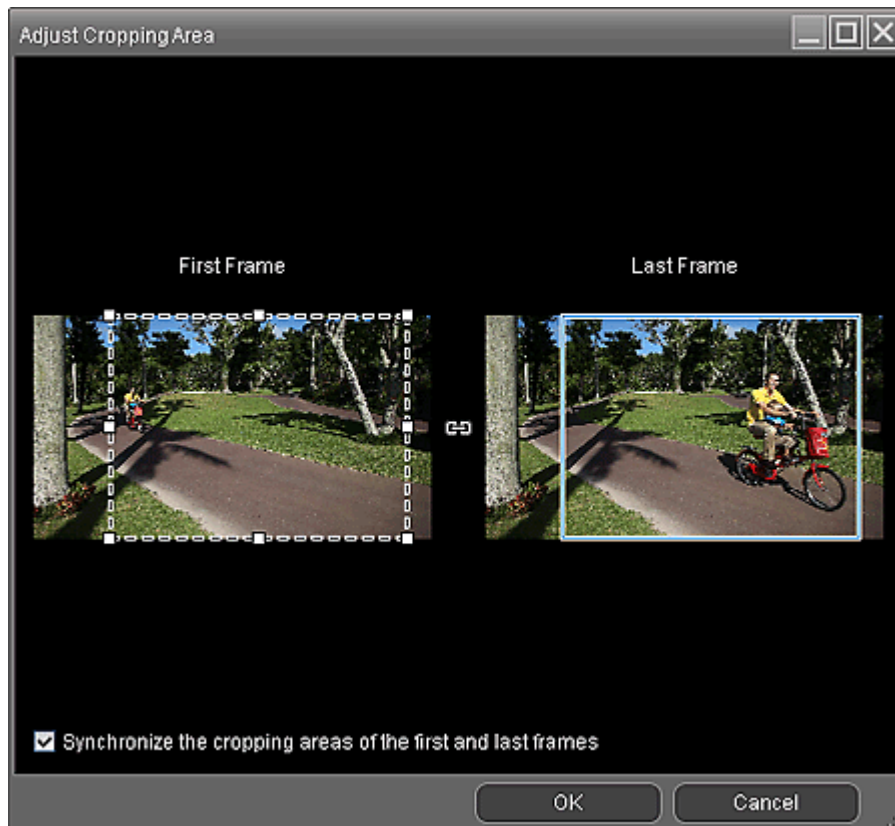 Adjust Cropping Area
First Frame
Last Frame
Synchronize the cropping areas of the first and last frames
OK
Cancel